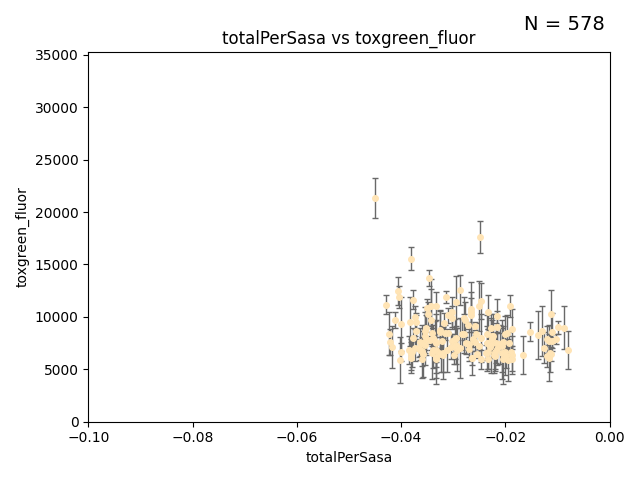 N = 578
totalPerSasa vs toxgreen_fluor
35000
30000
25000
20000
15000
10000
5000
0
toxgreen_fluor
−0.10 −0.08 −0.06 −0.04 −0.02 0.00
totalPerSasa